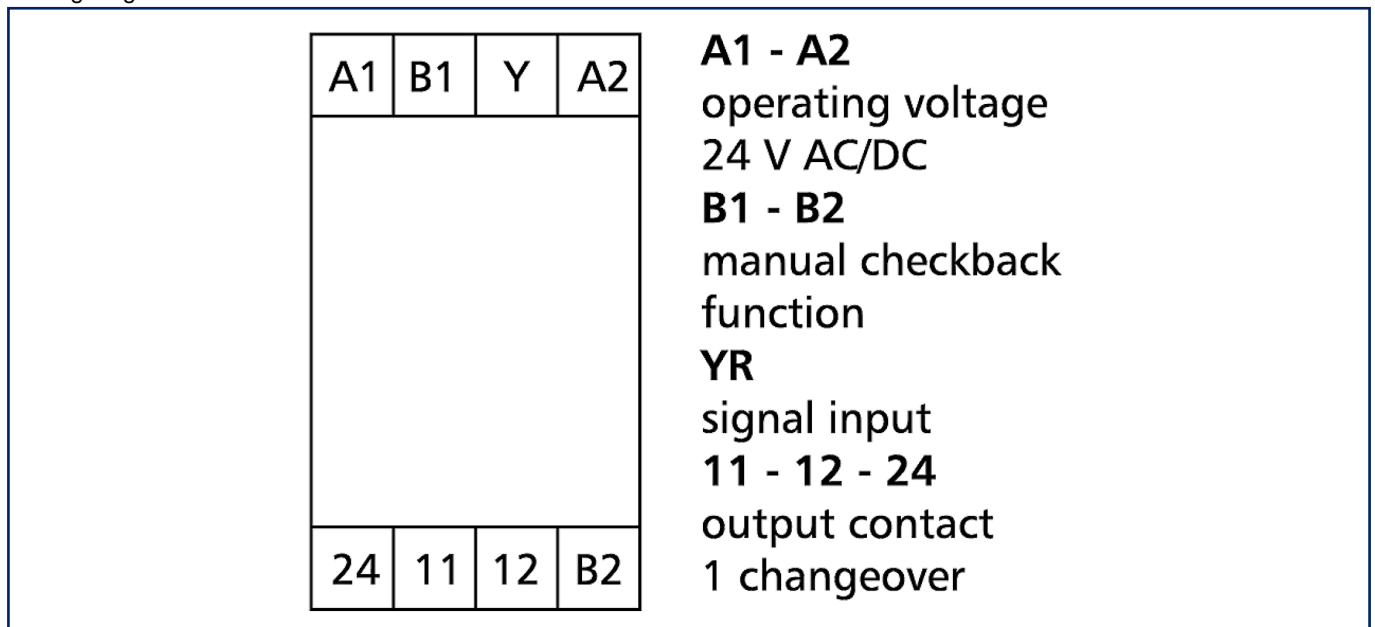 A1 B1 Y A2
A1 - A2
operating voltage
24 V AC/DC
B1 - B2
manual checkback
function
YR
signal input
11 - 12 - 24
output contact
1 changeover
24 11 12 B2